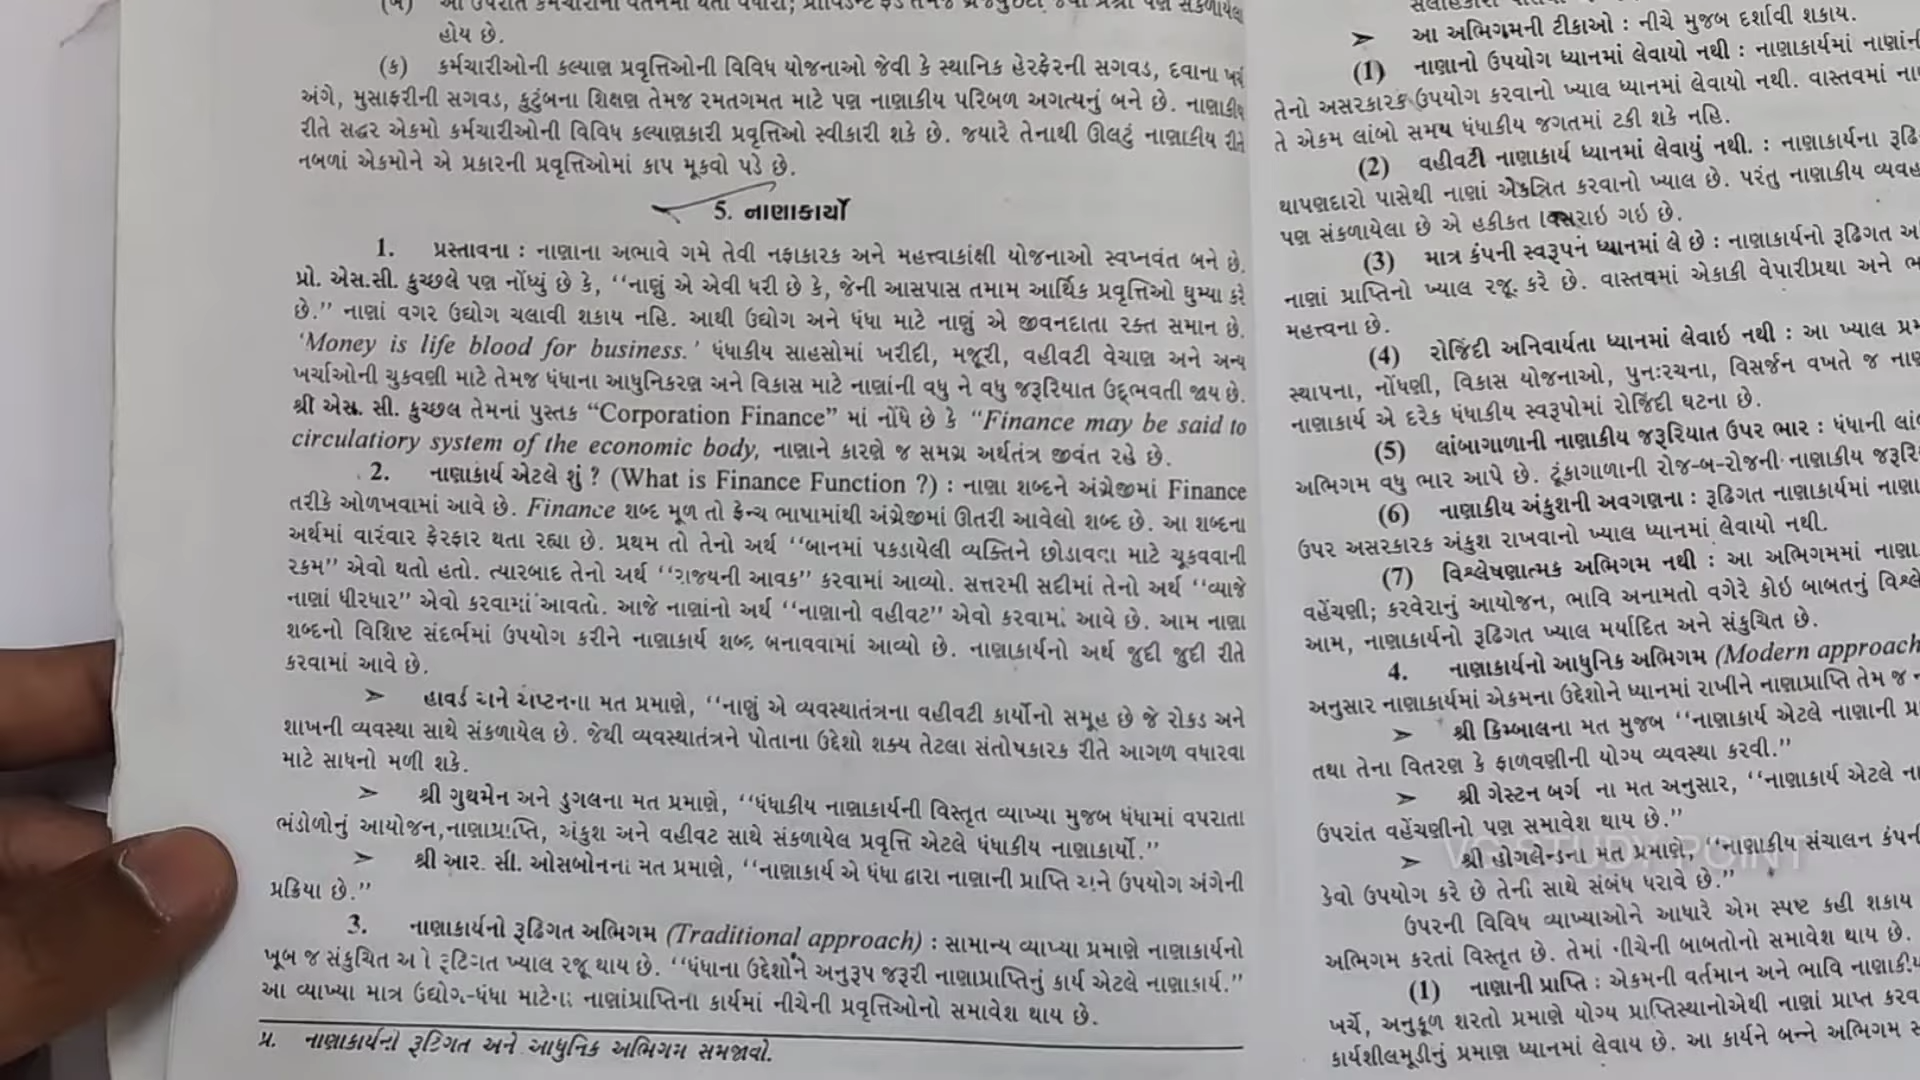 હોય છે.
(ક) કર્મચારીઓની કલ્યાણ પ્રવૃત્તિઓની વિવિધ યોજનાઓ જેવી કે સ્થાનિક હેરફેરની સગવડ, દવાના ખર્ચ
અંગે, મુસાફરીની સગવડ, કુટુંબના શિક્ષણ તેમજ રમતગમત માટે પણ નાણાકીય પરિબળ અગત્યનું બને છે. નાણાકીય
રીતે સદ્ધર એકમો કર્મચારીઓની વિવિધ કલ્યાણકારી પ્રવૃત્તિઓ સ્વીકારી શકે છે. જયારે તેનાથી ઊલટું નાણાકીય રીતે
નબળાં એકમોને એ પ્રકારની પ્રવૃત્તિઓમાં કાપ મૂકવો પડે છે.
5. નાણાકાર્યો
1. પ્રસ્તાવના : નાણાના અભાવે ગમે તેવી નફાકારક અને મહત્ત્વાકાંક્ષી યોજનાઓ સ્વપ્નવંત બને છે.
પ્રો. એસ.સી. કુચ્છલે પણ નોંધ્યું છે કે, ‘‘નાણું એ એવી ધરી છે કે, જેની આસપાસ તમામ આર્થિક પ્રવૃત્તિઓ ઘુમ્યા કરે
છે.’’ નાણાં વગર ઉદ્યોગ ચલાવી શકાય નહિ. આથી ઉદ્યોગ અને ધંધા માટે નાણું એ જીવનદાતા રક્ત સમાન છે.
‘Money is life blood for business.’ ધંધાકીય સાહસોમાં ખરીદી, મજૂરી, વહીવટી વેચાણ અને અન્ય
ખર્ચાઓની ચુકવણી માટે તેમજ ધંધાના આધુનિકરણ અને વિકાસ માટે નાણાંની વધુ ને વધુ જરૂરિયાત ઉદ્ભવતી જાય છે.
શ્રી એસ. સી. કુચ્છલ તેમનાં પુસ્તક “Corporation Finance” માં નોંધે છે કે “Finance may be said to
circulatiory system of the economic body, નાણાને કારણે જ સમગ્ર અર્થતંત્ર જીવંત રહે છે.
2. નાણાકાર્ય એટલે શું ? (What is Finance Function ?) : નાણા શબ્દને અંગ્રેજીમાં Finance
તરીકે ઓળખવામાં આવે છે. Finance શબ્દ મૂળ તો ફ્રેન્ચ ભાષામાંથી અંગ્રેજીમાં ઊતરી આવેલો શબ્દ છે. આ શબ્દના
અર્થમાં વારંવાર ફેરફાર થતા રહ્યા છે. પ્રથમ તો તેનો અર્થ ‘‘બાનમાં પકડાયેલી વ્યક્તિને છોડાવવા માટે ચૂકવવાની
રકમ’’ એવો થતો હતો. ત્યારબાદ તેનો અર્થ ‘‘રાજ્યની આવક’’ કરવામાં આવ્યો. સત્તરમી સદીમાં તેનો અર્થ ‘‘વ્યાજે
નાણાં ધીરધાર’’ એવો કરવામાં આવતો. આજે નાણાંનો અર્થ ‘‘નાણાનો વહીવટ’’ એવો કરવામાં આવે છે. આમ નાણા
શબ્દનો વિશિષ્ટ સંદર્ભમાં ઉપયોગ કરીને નાણાકાર્ય શબ્દ બનાવવામાં આવ્યો છે. નાણાકાર્યનો અર્થ જુદી જુદી રીતે
કરવામાં આવે છે.
➤ હાવર્ડ અને અપ્ટનના મત પ્રમાણે, ‘‘નાણું એ વ્યવસ્થાતંત્રના વહીવટી કાર્યોનો સમૂહ છે જે રોકડ અને
શાખની વ્યવસ્થા સાથે સંકળાયેલ છે. જેથી વ્યવસ્થાતંત્રને પોતાના ઉદ્દેશો શક્ય તેટલા સંતોષકારક રીતે આગળ વધારવા
માટે સાધનો મળી શકે.
➤ શ્રી ગુથમેન અને ડુગલના મત પ્રમાણે, ‘‘ધંધાકીય નાણાકાર્યની વિસ્તૃત વ્યાખ્યા મુજબ ધંધામાં વપરાતા
ભંડોળોનું આયોજન,નાણાપ્રાપ્તિ, અંકુશ અને વહીવટ સાથે સંકળાયેલ પ્રવૃત્તિ એટલે ધંધાકીય નાણાકાર્યો.’’
➤ શ્રી આર. સી. ઓસબોનના મત પ્રમાણે, ‘‘નાણાકાર્ય એ ધંધા દ્વારા નાણાની પ્રાપ્તિ અને ઉપયોગ અંગેની
પ્રક્રિયા છે.’’
3. નાણાકાર્યનો રૂઢિગત અભિગમ (Traditional approach) : સામાન્ય વ્યાખ્યા પ્રમાણે નાણાકાર્યનો
ખૂબ જ સંકુચિત રૂઢિગત ખ્યાલ રજૂ થાય છે. ‘‘ધંધાના ઉદ્દેશોને અનુરૂપ જરૂરી નાણાપ્રાપ્તિનું કાર્ય એટલે નાણાકાર્ય.’’
આ વ્યાખ્યા માત્ર ઉદ્યોગ-ધંધા માટેના નાણાંપ્રાપ્તિના કાર્યમાં નીચેની પ્રવૃત્તિઓનો સમાવેશ થાય છે.
પ્ર. નાણાકાર્યનો રૂઢિગત અને આધુનિક અભિગમ સમજાવો.
➤ આ અભિગમની ટીકાઓ : નીચે મુજબ દર્શાવી શકાય.
(1) નાણાનો ઉપયોગ ધ્યાનમાં લેવાયો નથી : નાણાકાર્યમાં
તેનો અસરકારક ઉપયોગ કરવાનો ખ્યાલ ધ્યાનમાં લેવાયો નથી. વાસ્તવમાં
તે એકમ લાંબો સમય ધંધાકીય જગતમાં ટકી શકે નહિ.
(2) વહીવટી નાણાકાર્ય ધ્યાનમાં લેવાયું નથી. : નાણાકાર્યના
થાપણદારો પાસેથી નાણાં એકત્રિત કરવાનો ખ્યાલ છે. પરંતુ નાણાકીય
પણ સંકળાયેલા છે એ હકીકત વિસરાઇ ગઇ છે.
(3) માત્ર કંપની સ્વરૂપને ધ્યાનમાં લે છે : નાણાકાર્યનો રૂઢિગત
નાણાં પ્રાપ્તિનો ખ્યાલ રજૂ કરે છે. વાસ્તવમાં એકાકી વેપારીપ્રથા અને
મહત્ત્વના છે.
(4) રોજિંદી અનિવાર્યતા ધ્યાનમાં લેવાઈ નથી : આ ખ્યાલ
સ્થાપના, નોંધણી, વિકાસ યોજનાઓ, પુનઃરચના, વિસર્જન વખતે જ
નાણાકાર્ય એ દરેક ધંધાકીય સ્વરૂપોમાં રોજિંદી ઘટના છે.
(5) લાંબાગાળાની નાણાકીય જરૂરિયાત ઉપર ભાર : ધંધાની
અભિગમ વધુ ભાર આપે છે. ટૂંકાગાળાની રોજ-બ-રોજની નાણાકીય
(6) નાણાકીય અંકુશની અવગણના : રૂઢિગત નાણાકાર્યમાં
ઉપર અસરકારક અંકુશ રાખવાનો ખ્યાલ ધ્યાનમાં લેવાયો નથી.
(7) વિશ્લેષણાત્મક અભિગમ નથી : આ અભિગમમાં
વહેંચણી; કરવેરાનું આયોજન, ભાવિ અનામતો વગેરે કોઇ બાબતનું
આમ, નાણાકાર્યનો રૂઢિગત ખ્યાલ મર્યાદિત અને સંકુચિત છે.
4. નાણાકાર્યનો આધુનિક અભિગમ (Modern approach
અનુસાર નાણાકાર્યમાં એકમના ઉદ્દેશોને ધ્યાનમાં રાખીને નાણાપ્રાપ્તિ તેમ જ
➤ શ્રી કિમ્બાલના મત મુજબ ‘‘નાણાકાર્ય એટલે નાણાની
તથા તેના વિતરણ કે ફાળવણીની યોગ્ય વ્યવસ્થા કરવી.’’
➤ શ્રી ગેસ્ટન બર્ગ ના મત અનુસાર, ‘‘નાણાકાર્ય એટલે
ઉપરાંત વહેંચણીનો પણ સમાવેશ થાય છે.’’
VG STUDY POINT
➤ શ્રી હોગલેન્ડના મત પ્રમાણે, ‘‘નાણાકીય સંચાલન
કેવો ઉપયોગ કરે છે તેની સાથે સંબંધ ધરાવે છે.’’
ઉપરની વિવિધ વ્યાખ્યાઓને આધારે એમ સ્પષ્ટ કહી શકાય
અભિગમ કરતાં વિસ્તૃત છે. તેમાં નીચેની બાબતોનો સમાવેશ થાય છે.
(1) નાણાની પ્રાપ્તિ : એકમની વર્તમાન અને ભાવિ
ખર્ચે, અનુકૂળ શરતો પ્રમાણે યોગ્ય પ્રાપ્તિસ્થાનોએથી નાણાં પ્રાપ્ત
કાર્યશીલમૂડીનું પ્રમાણ ધ્યાનમાં લેવાય છે. આ કાર્યને બન્ને અભિગમ